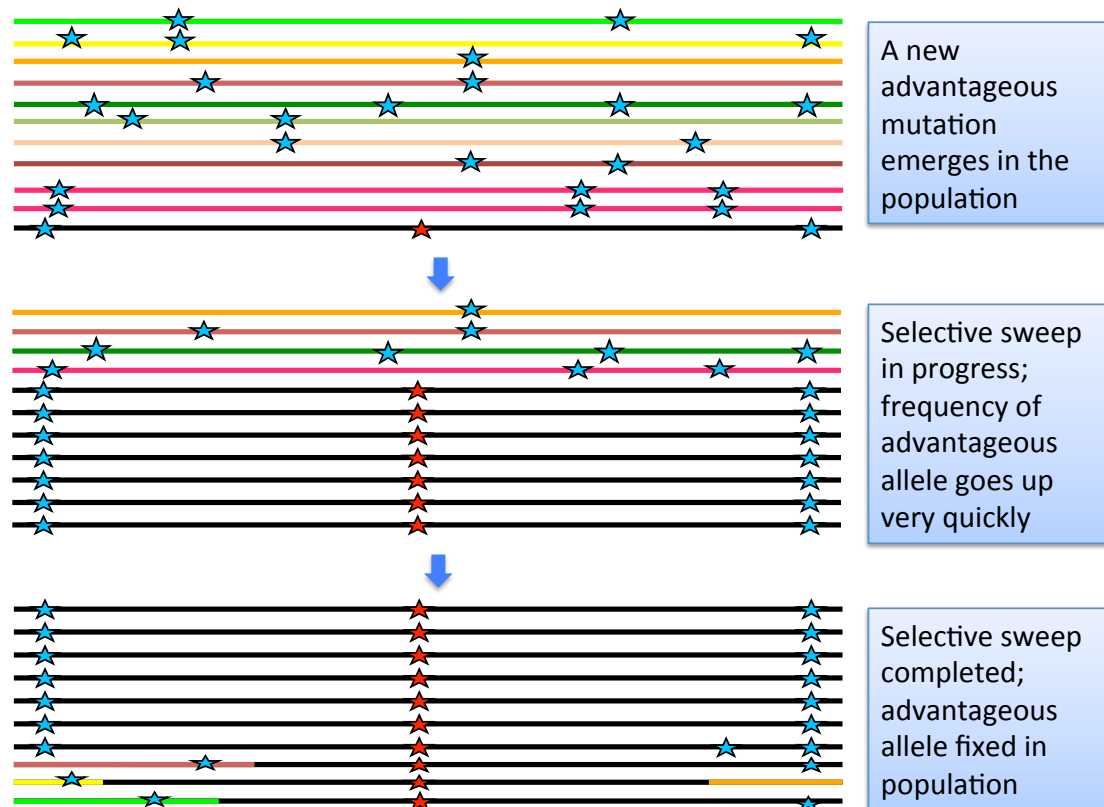 A new
advantageous
mutation
emerges in the
population
Selective sweep
in progress;
frequency of
advantageous
allele goes up
very quickly
Selective sweep
completed;
advantageous
allele fixed in
population